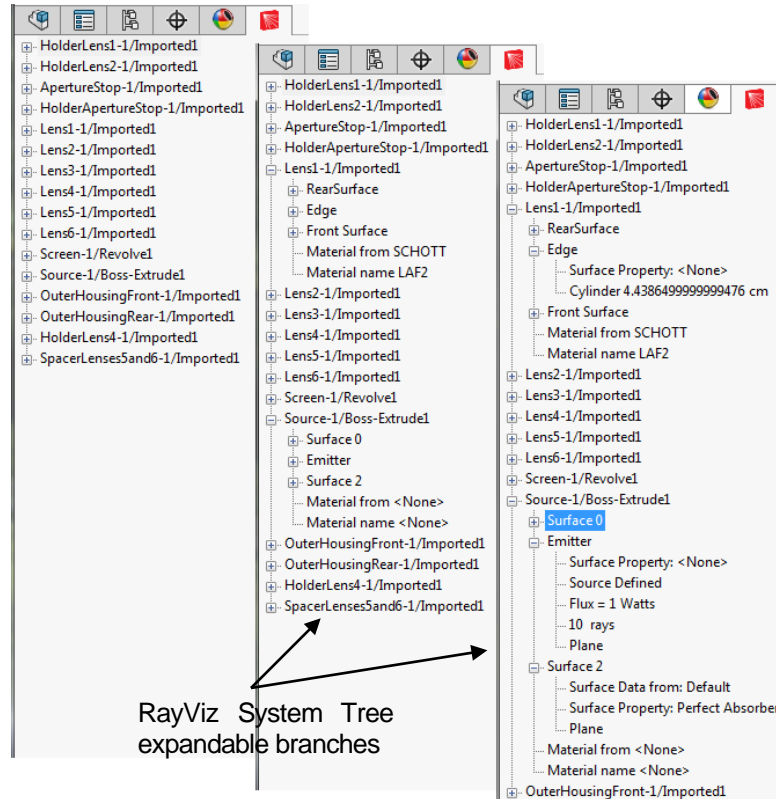 HolderLens1-1/Imported1
HolderLens2-1/Imported1
ApertureStop-1/Imported1
HolderApertureStop-1/Imported1
Lens1-1/Imported1
Lens2-1/Imported1
Lens3-1/Imported1
Lens4-1/Imported1
Lens5-1/Imported1
Lens6-1/Imported1
Screen-1/Revolve1
Source-1/Boss-Extrude1
OuterHousingFront-1/Imported1
OuterHousingRear-1/Imported1
HolderLens4-1/Imported1
SpacerLenses5and6-1/Imported1
HolderLens1-1/Imported1
HolderLens2-1/Imported1
ApertureStop-1/Imported1
HolderApertureStop-1/Imported1
Lens1-1/Imported1
RearSurface
Edge
Front Surface
Material from SCHOTT
Material name LAF2
Lens2-1/Imported1
Lens3-1/Imported1
Lens4-1/Imported1
Lens5-1/Imported1
Lens6-1/Imported1
Screen-1/Revolve1
Source-1/Boss-Extrude1
Surface 0
Emitter
Surface 2
Material from <None>
Material name <None>
OuterHousingFront-1/Imported1
OuterHousingRear-1/Imported1
HolderLens4-1/Imported1
SpacerLenses5and6-1/Imported1
HolderLens1-1/Imported1
HolderLens2-1/Imported1
ApertureStop-1/Imported1
HolderApertureStop-1/Imported1
Lens1-1/Imported1
RearSurface
Edge
Surface Property: <None>
Cylinder 4.4386499999999476 cm
Front Surface
Material from SCHOTT
Material name LAF2
Lens2-1/Imported1
Lens3-1/Imported1
Lens4-1/Imported1
Lens5-1/Imported1
Lens6-1/Imported1
Screen-1/Revolve1
Source-1/Boss-Extrude1
Surface 0
Emitter
Surface Property: <None>
Source Defined
Flux = 1 Watts
10 rays
Plane
Surface 2
Surface Data from: Default
Surface Property: Perfect Absorber
Plane
Material from <None>
Material name <None>
OuterHousingFront-1/Imported1
RayViz System Tree
expandable branches